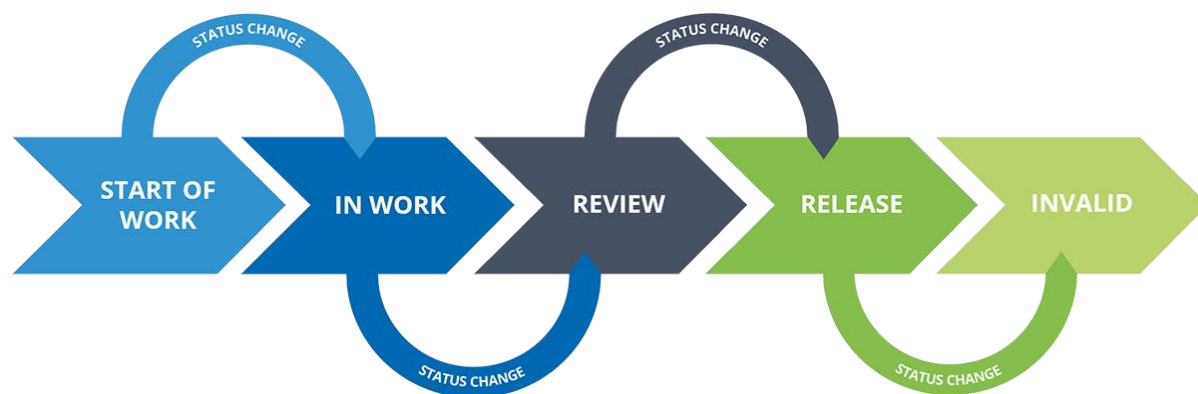 STATUS CHANGE
STATUS CHANGE
START OF
WORK
IN WORK
REVIEW
RELEASE
INVALID
STATUS CHANGE
STATUS CHANGE